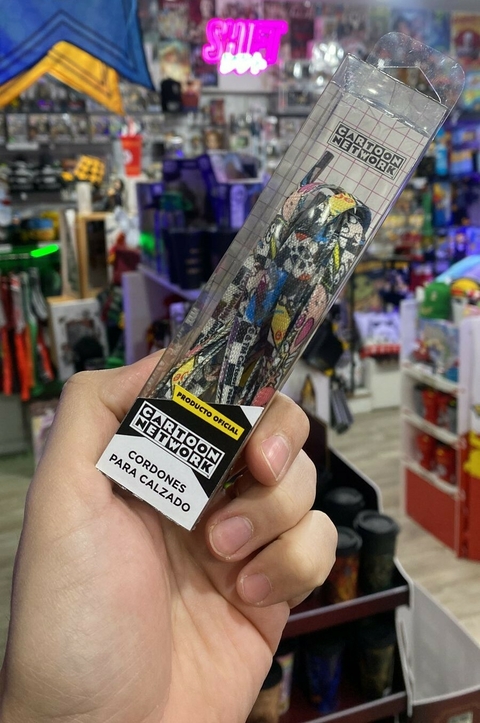 CARTOON
NETWORK
PRODUCTO OFICIAL
CARTOON
NETWORK
CORDONES
PARA CALZADO